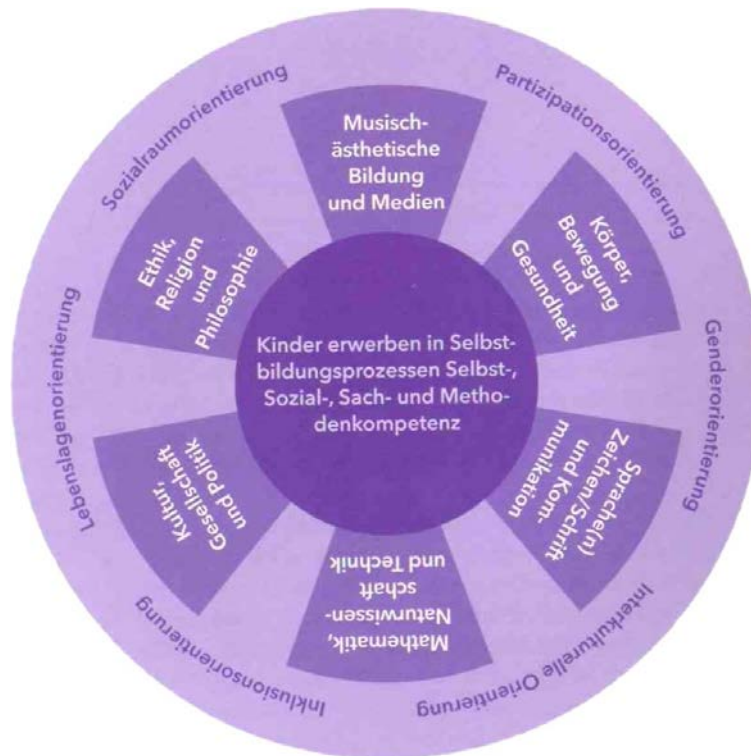 Sozialraumorientierung
Partizipationsorientierung
Genderorientierung
Interkulturelle Orientierung
Inklusionsorientierung
Lebenslagenorientierung
Musisch-
ästhetische
Bildung
und Medien
Körper,
Bewegung
und
Gesundheit
Sprache(n)
Zeichen/Schrift
und Kom-
munikation
Mathematik,
Naturwissen-
schaft
und Technik
Kultur,
Gesellschaft
und Politik
Ethik,
Religion
und
Philosophie
Kinder erwerben in Selbst-
bildungsprozessen Selbst-,
Sozial-, Sach- und Metho-
denkompetenz